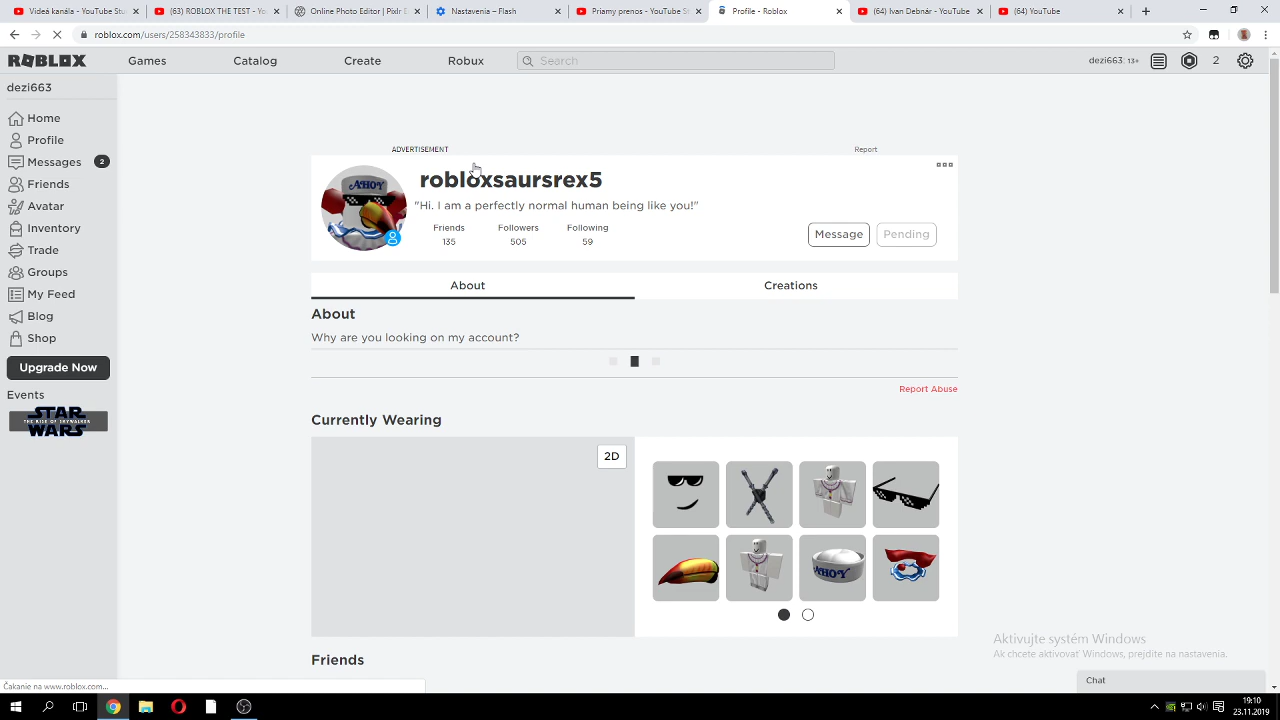 Videá kanála - YouTube Stu
(63) ROBLOX THE TEST - Yo
Online Photo Editor | Pixlr E
Nastavenia - Flash
Priamy prenos - YouTube St
Profile - Roblox
(64) Ivan Debnár - YouTube
(64) YouTube
roblox.com/users/258343833/profile
ROBLOX
Games
Catalog
Create
Robux
Search
dezi663: 13+
2
dezi663
Home
Profile
Messages
2
Friends
Avatar
Inventory
Trade
Groups
My Feed
Blog
Shop
Upgrade Now
Events
STAR
THE RISE OF SKYWALKER
WARS
ADVERTISEMENT
Report
AHOY
robloxsaursrex5
"Hi. I am a perfectly normal human being like you!"
Friends
Followers
Following
135
505
59
Message
Pending
About
Creations
About
Why are you looking on my account?
Report Abuse
Currently Wearing
2D
AHOY
Friends
Aktivujte systém Windows
Ak chcete aktivovať Windows, prejdite na nastavenia.
Chat
Čakanie na www.roblox.com...
19:10
23.11.2019